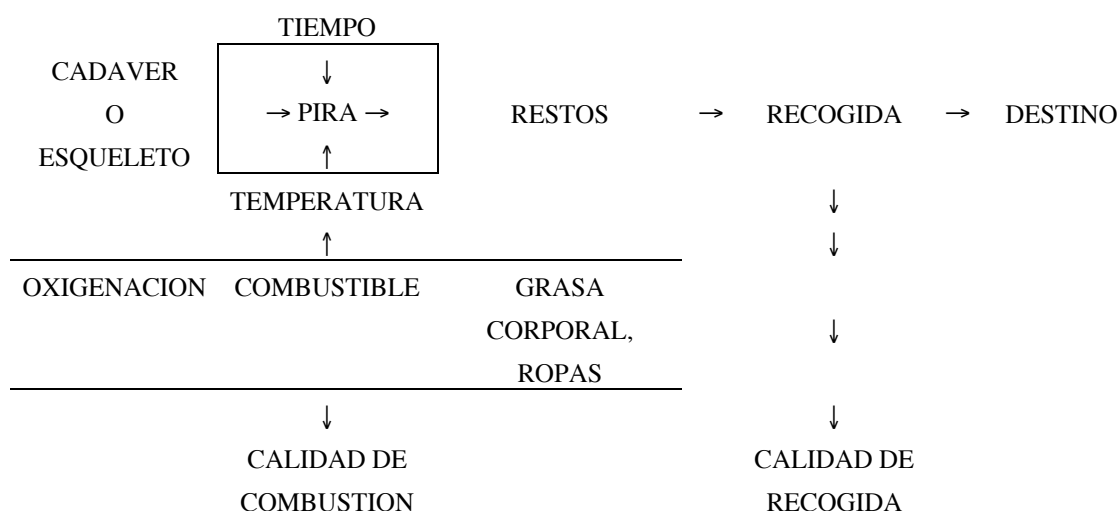 TIEMPO
↓
CADAVER
O → PIRA → RESTOS → RECOGIDA → DESTINO
ESQUELETO ↑
TEMPERATURA ↓
↑ ↓
OXIGENACION COMBUSTIBLE GRASA
CORPORAL, ↓
ROPAS
↓ ↓
CALIDAD DE CALIDAD DE
COMBUSTION RECOGIDA